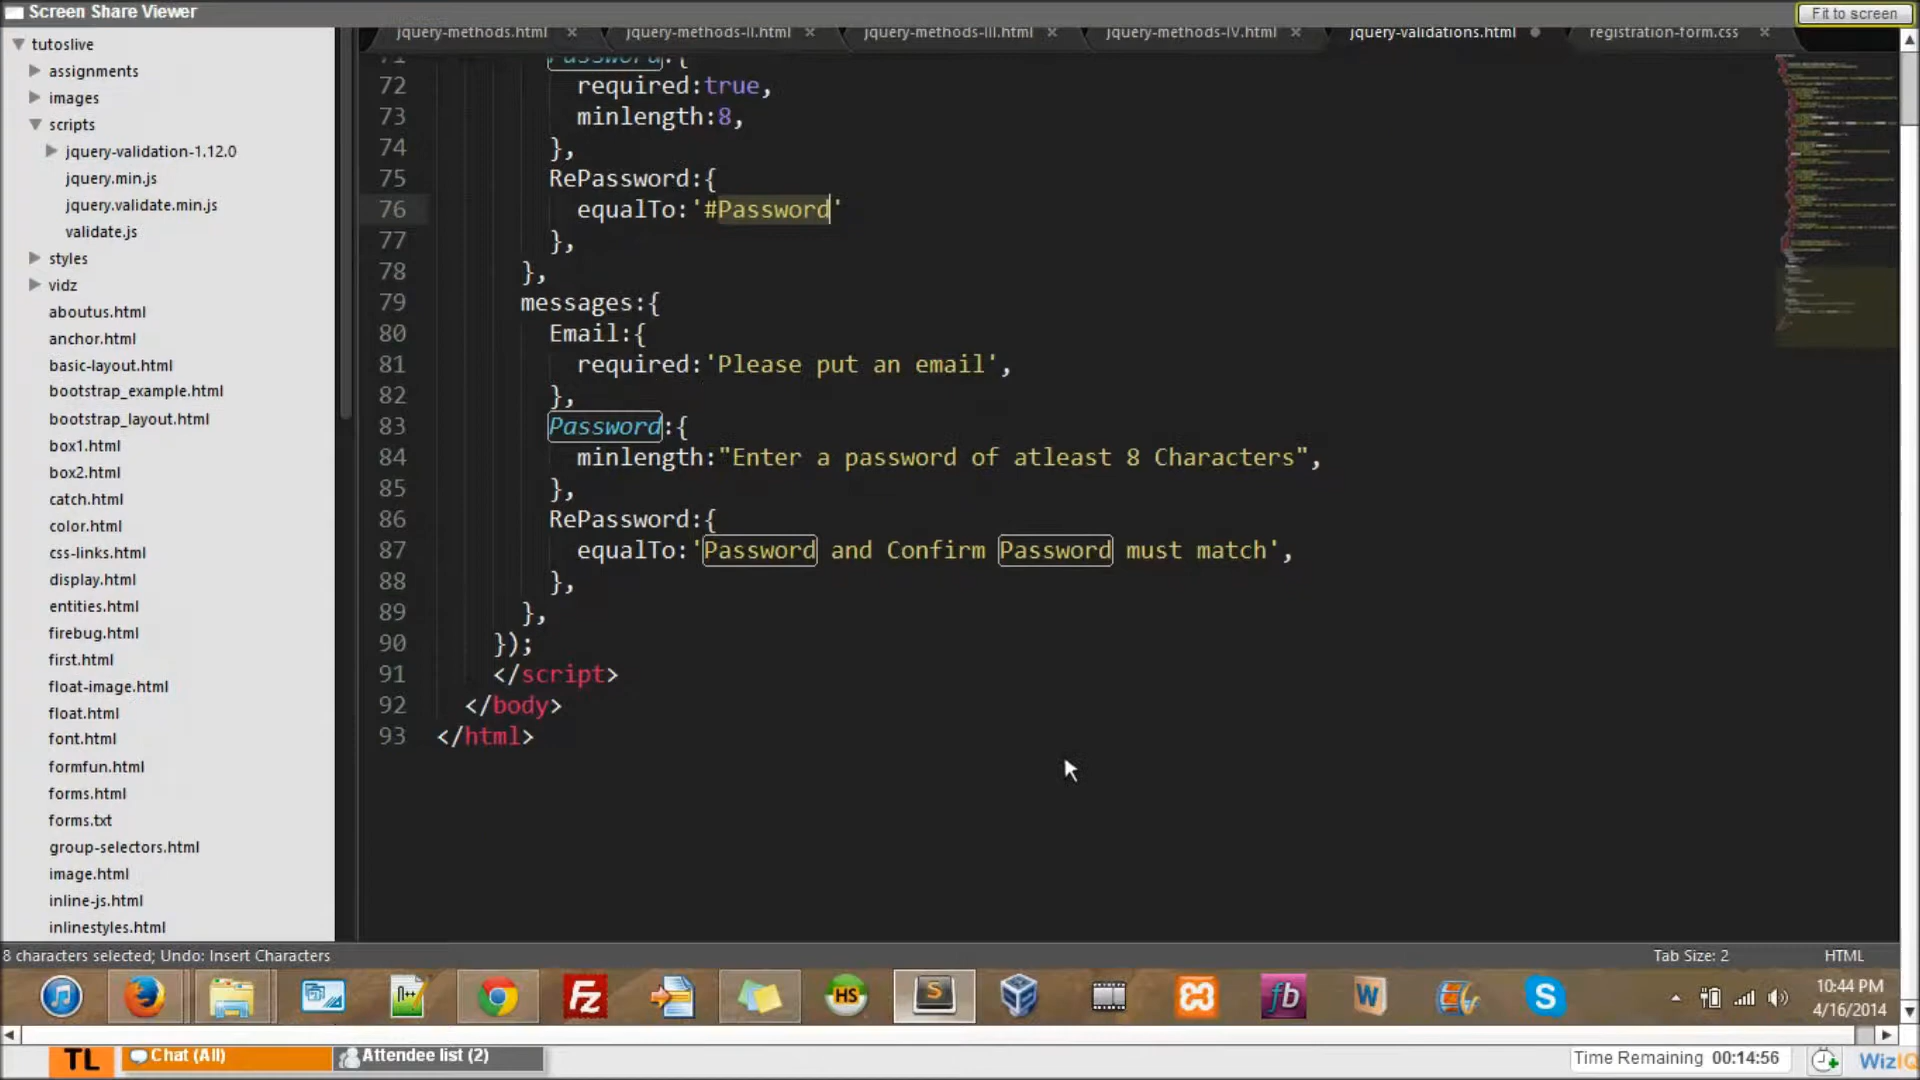 Screen Share Viewer
Fit to screen
tutoslive
assignments
images
scripts
jquery-validation-1.12.0
jquery.min.js
jquery.validate.min.js
validate.js
styles
vidz
aboutus.html
anchor.html
basic-layout.html
bootstrap_example.html
bootstrap_layout.html
box1.html
box2.html
catch.html
color.html
css-links.html
display.html
entities.html
firebug.html
first.html
float-image.html
float.html
font.html
formfun.html
forms.html
forms.txt
group-selectors.html
image.html
inline-js.html
inlinestyles.html
jquery-methods.html × jquery-methods-II.html × jquery-methods-III.html × jquery-methods-IV.html × jquery-validations.html registration-form.css ×
71 Password:{
72 required:true,
73 minlength:8,
74 },
75 RePassword:{
76 equalTo:'#Password'
77 },
78 },
79 messages:{
80 Email:{
81 required:'Please put an email',
82 },
83 Password:{
84 minlength:"Enter a password of atleast 8 Characters",
85 },
86 RePassword:{
87 equalTo:'Password and Confirm Password must match',
88 },
89 },
90 });
91 </script>
92 </body>
93 </html>
8 characters selected; Undo: Insert Characters
Tab Size: 2 HTML
n++
Fz
HS
S
fb
W
S
10:44 PM
4/16/2014
TL Chat (All) Attendee list (2)
Time Remaining 00:14:56